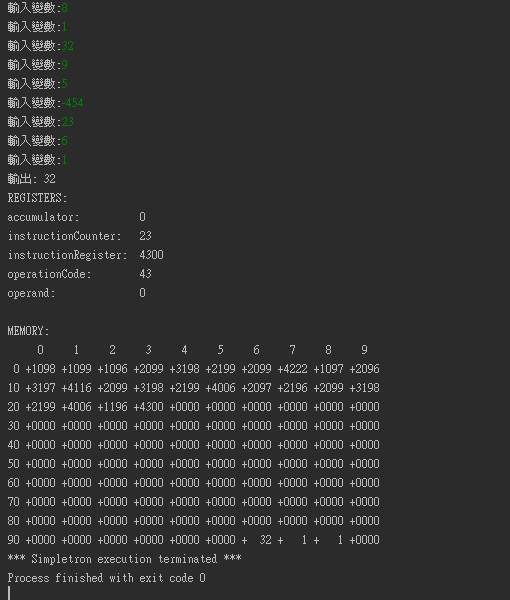 輸入變數:8
輸入變數:1
輸入變數:32
輸入變數:9
輸入變數:5
輸入變數:-454
輸入變數:23
輸入變數:6
輸入變數:1
輸出: 32
REGISTERS:
accumulator:          0
instructionCounter:   23
instructionRegister:  4300
operationCode:        43
operand:              0
MEMORY:
     0     1     2     3     4     5     6     7     8     9
 0 +1098 +1099 +1096 +2099 +3198 +2199 +2099 +4222 +1097 +2096
10 +3197 +4116 +2099 +3198 +2199 +4006 +2097 +2196 +2099 +3198
20 +2199 +4006 +1196 +4300 +0000 +0000 +0000 +0000 +0000 +0000
30 +0000 +0000 +0000 +0000 +0000 +0000 +0000 +0000 +0000 +0000
40 +0000 +0000 +0000 +0000 +0000 +0000 +0000 +0000 +0000 +0000
50 +0000 +0000 +0000 +0000 +0000 +0000 +0000 +0000 +0000 +0000
60 +0000 +0000 +0000 +0000 +0000 +0000 +0000 +0000 +0000 +0000
70 +0000 +0000 +0000 +0000 +0000 +0000 +0000 +0000 +0000 +0000
80 +0000 +0000 +0000 +0000 +0000 +0000 +0000 +0000 +0000 +0000
90 +0000 +0000 +0000 +0000 +0000 +0000 +  32 +   1 +   1 +0000
*** Simpletron execution terminated ***
Process finished with exit code 0